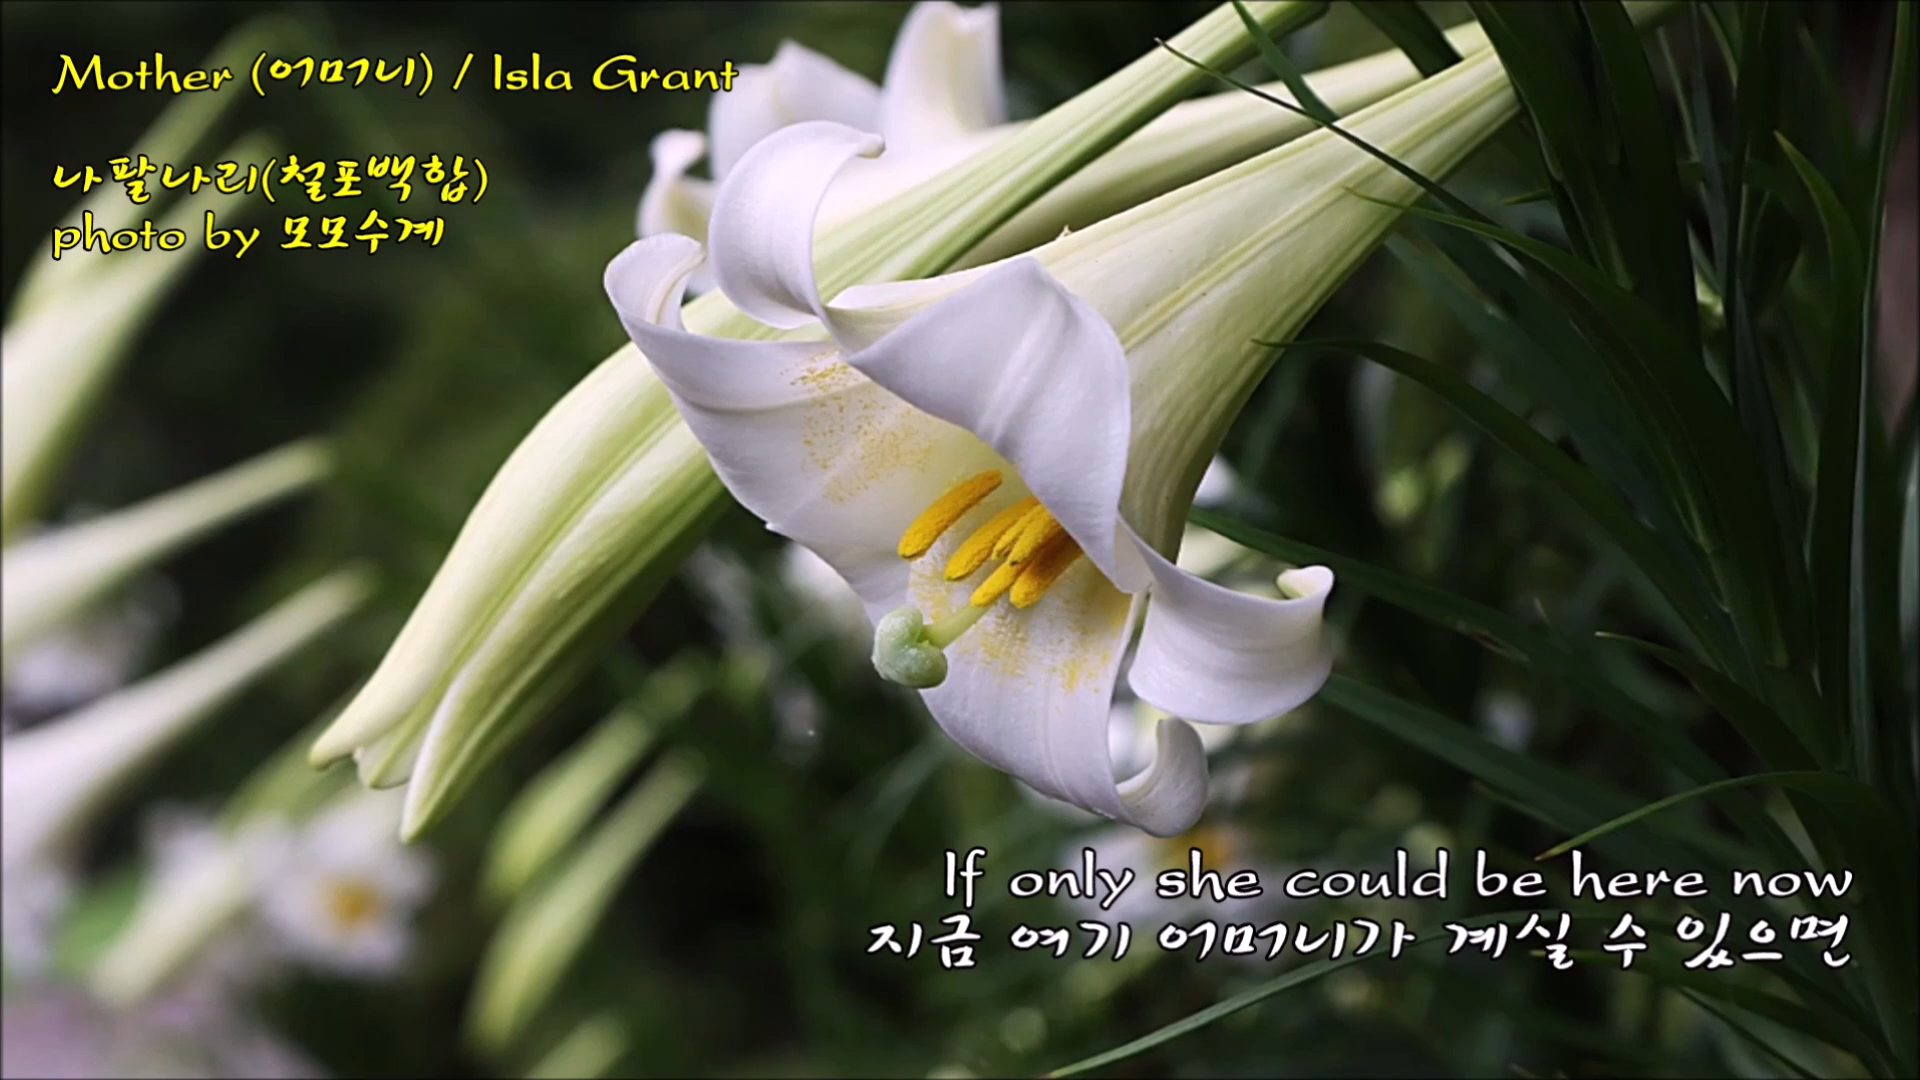 Mother (어머니) / Isla Grant
나팔나리(철포백합)
photo by 모모수계
If only she could be here now
지금 여기 어머니가 계실 수 있으면